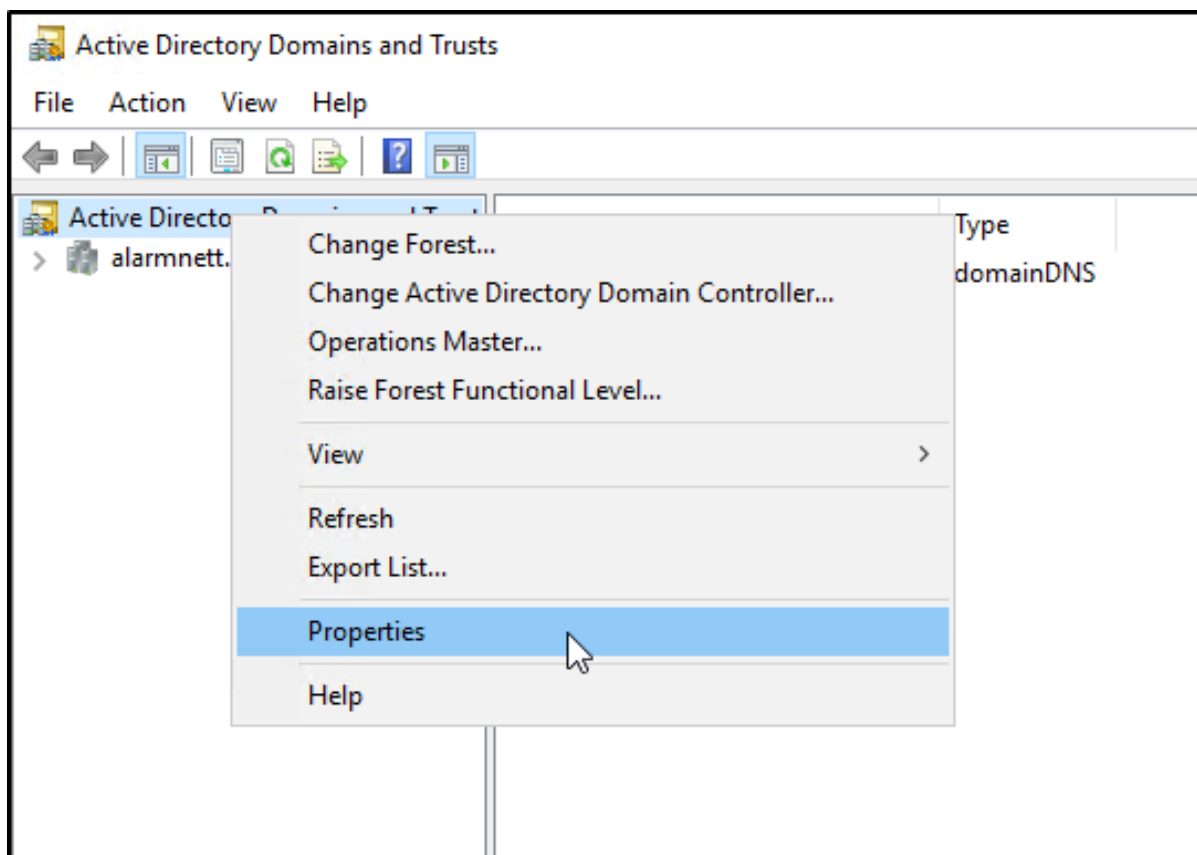 Active Directory Domains and Trusts
File Action View Help
Active Directo
alarmnett.
Type
domainDNS
Change Forest...
Change Active Directory Domain Controller...
Operations Master...
Raise Forest Functional Level...
View
Refresh
Export List...
Properties
Help